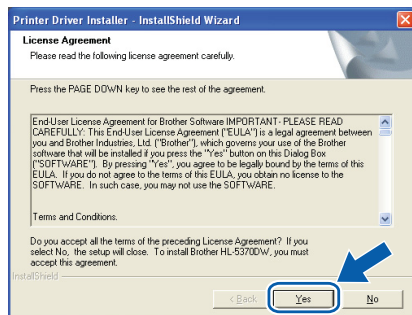 Printer Driver Installer - InstallShield Wizard
License Agreement
Please read the following license agreement carefully.
Press the PAGE DOWN key to see the rest of the agreement.
End-User License Agreement for Brother Software IMPORTANT- PLEASE READ
CAREFULLY: This End-User License Agreement ("EULA") is a legal agreement between
you and Brother Industries, Ltd. ("Brother"), which governs your use of the Brother
software that will be installed if you press the "Yes" button on this Dialog Box
("SOFTWARE"). By pressing "Yes", you agree to be legally bound by the terms of this
EULA. If you do not agree to the terms of this EULA, you obtain no license to the
SOFTWARE. In such case, you may not use the SOFTWARE.
Terms and Conditions.
Do you accept all the terms of the preceding License Agreement? If you
select No, the setup will close. To install Brother HL-5370DW, you must
accept this agreement.
InstallShield
< Back Yes No